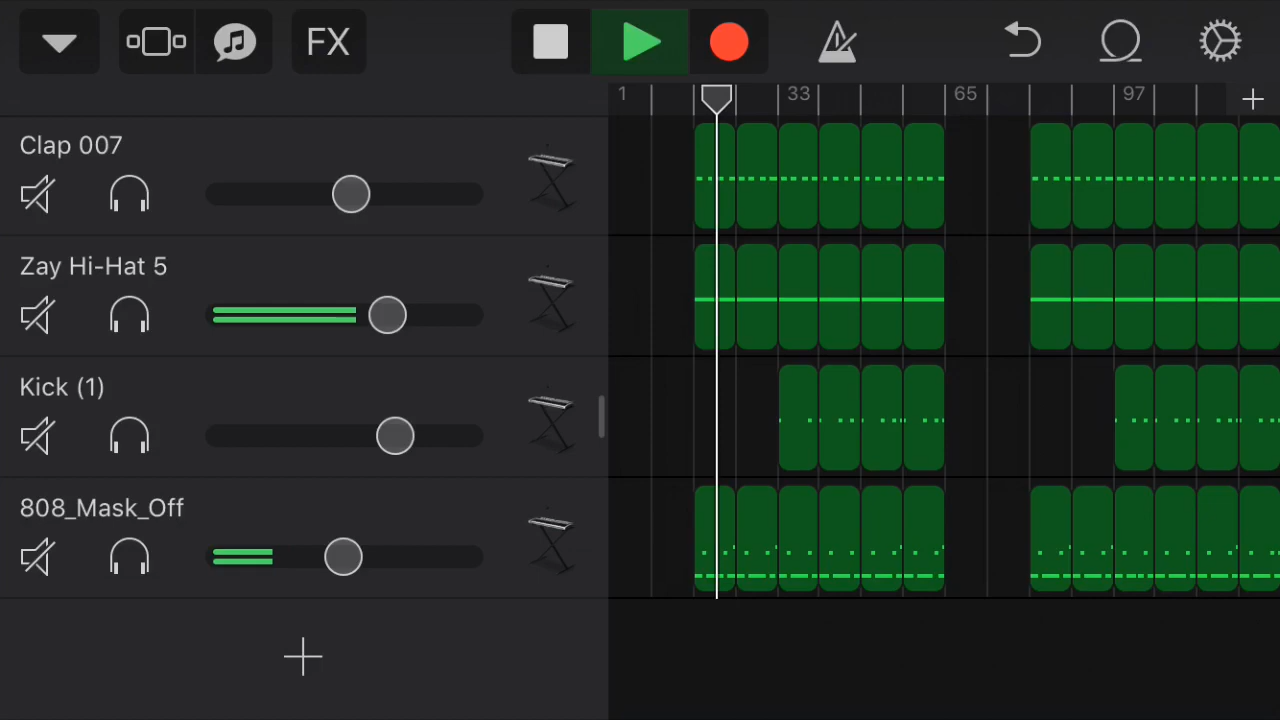 FX
1 33 65 97
Clap 007
Zay Hi-Hat 5
Kick (1)
808_Mask_Off